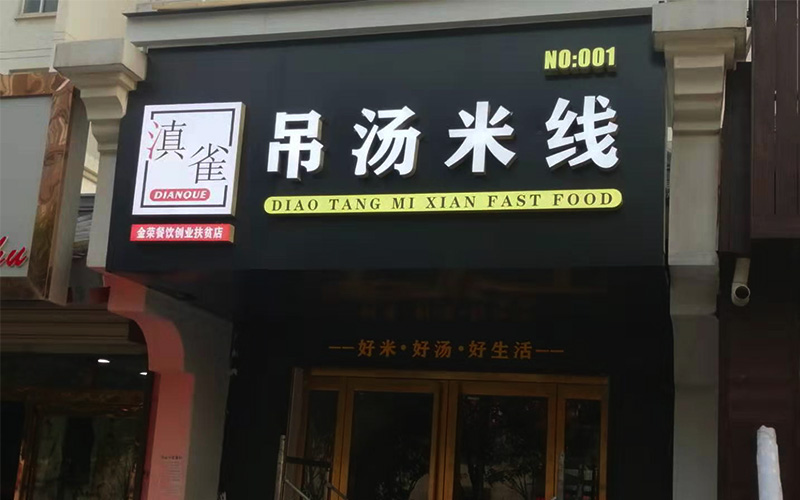 NO:001
滇雀
DIANQUE
金荣餐饮创业扶贫店
吊汤米线
DIAO TANG MI XIAN FAST FOOD
好米·好汤·好生活
hu